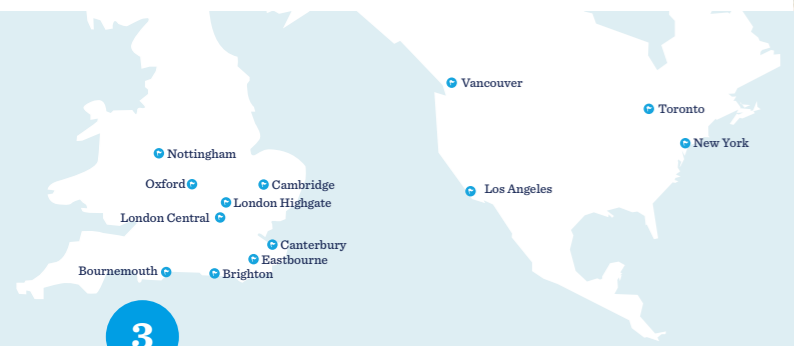 Vancouver
Toronto
New York
Nottingham
Oxford
Cambridge
Los Angeles
London Highgate
London Central
Canterbury
Eastbourne
Bournemouth
Brighton
3